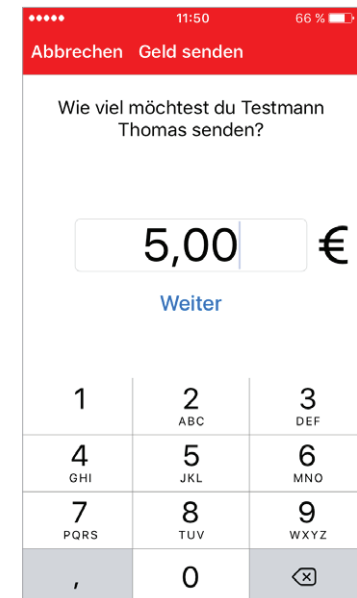 11:50 66 %
Abbrechen Geld senden
Wie viel möchtest du Testmann
Thomas senden?
5,00 €
Weiter
1 2 3
ABC DEF
4 5 6
GHI JKL MNO
7 8 9
PQRS TUV WXYZ
, 0